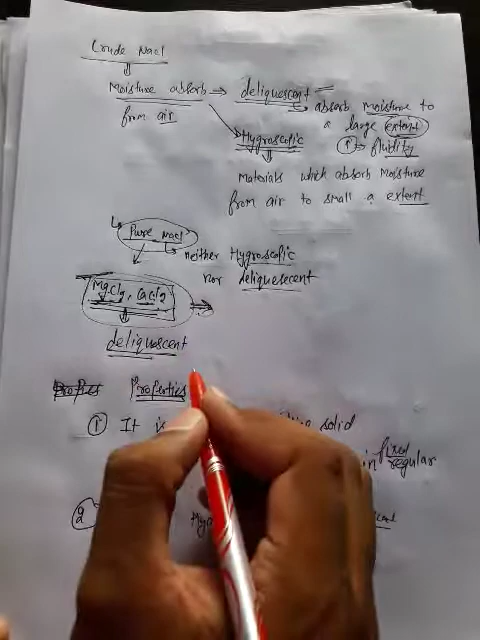 Crude NaCl
⇓
Moisture absorb → deliquescent =
from air
absorb Moisture to
a large extent
① → fluidity
Hygroscopic
⇓
Materials which absorb Moisture
from air to small a extent
Pure NaCl
neither Hygroscopic
nor deliquescent
MgCl2, CaCl2 ⇒
⇓
deliquescent
Properties
① It is solid
in fixed
regular
②